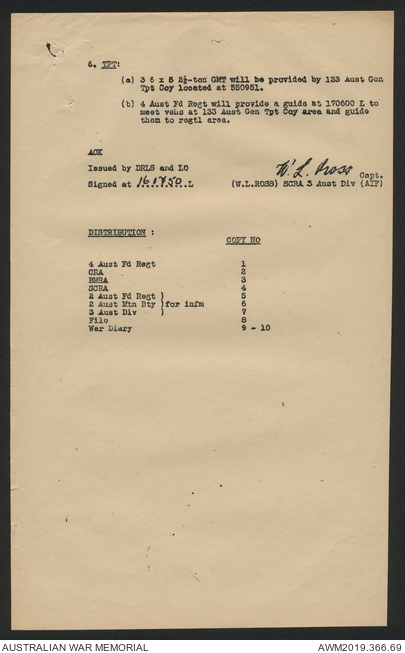 6. TPT:
(a) 3 6 x 6 2½-ton GMT will be provided by 133 Aust Gen
Tpt Coy located at 550951.
(b) 4 Aust Fd Regt will provide a guide at 170600 L to
meet vehs at 133 Aust Gen Tpt Coy area and guide
them to regtl area.
ACK
Issued by DRLS and LO
W. L. Ross Capt.
Signed at 161750.L (W.L.ROSS) SCRA 3 Aust Div (AIF)
DISTRIBUTION :
COPY NO
4 Aust Fd Regt 1
CRA 2
BMRA 3
SCRA 4
2 Aust Fd Regt ) 5
2 Aust Mtn Bty )for infm 6
3 Aust Div ) 7
File 8
War Diary 9 - 10
AUSTRALIAN WAR MEMORIAL AWM2019.366.69